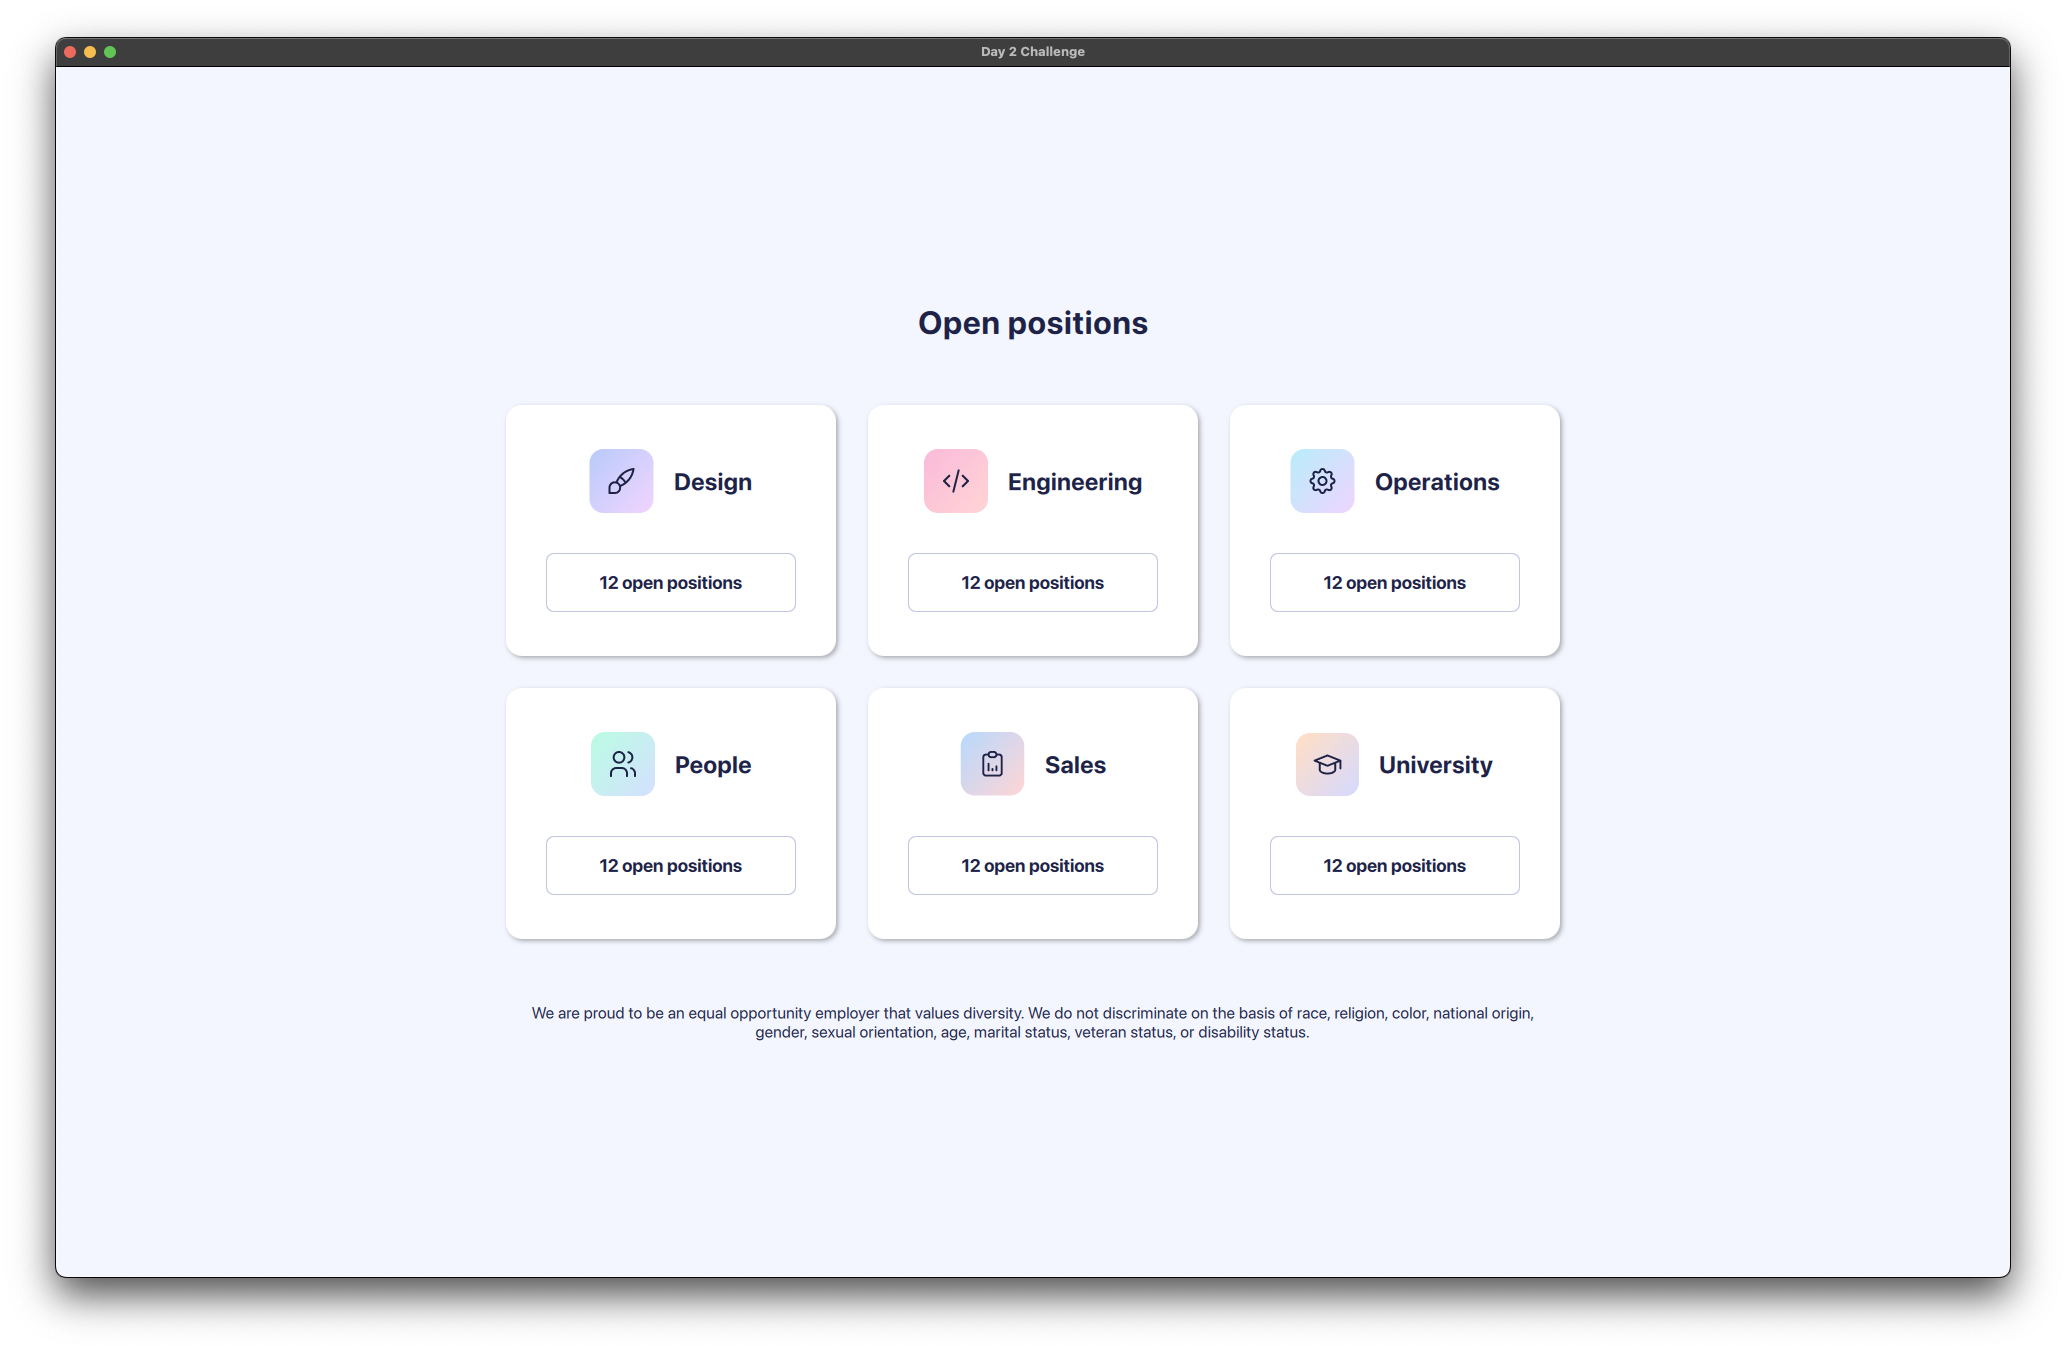 Day 2 Challenge
Open positions
Design
Engineering
Operations
12 open positions
12 open positions
12 open positions
People
Sales
University
12 open positions
12 open positions
12 open positions
We are proud to be an equal opportunity employer that values diversity. We do not discriminate on the basis of race, religion, color, national origin,
gender, sexual orientation, age, marital status, veteran status, or disability status.